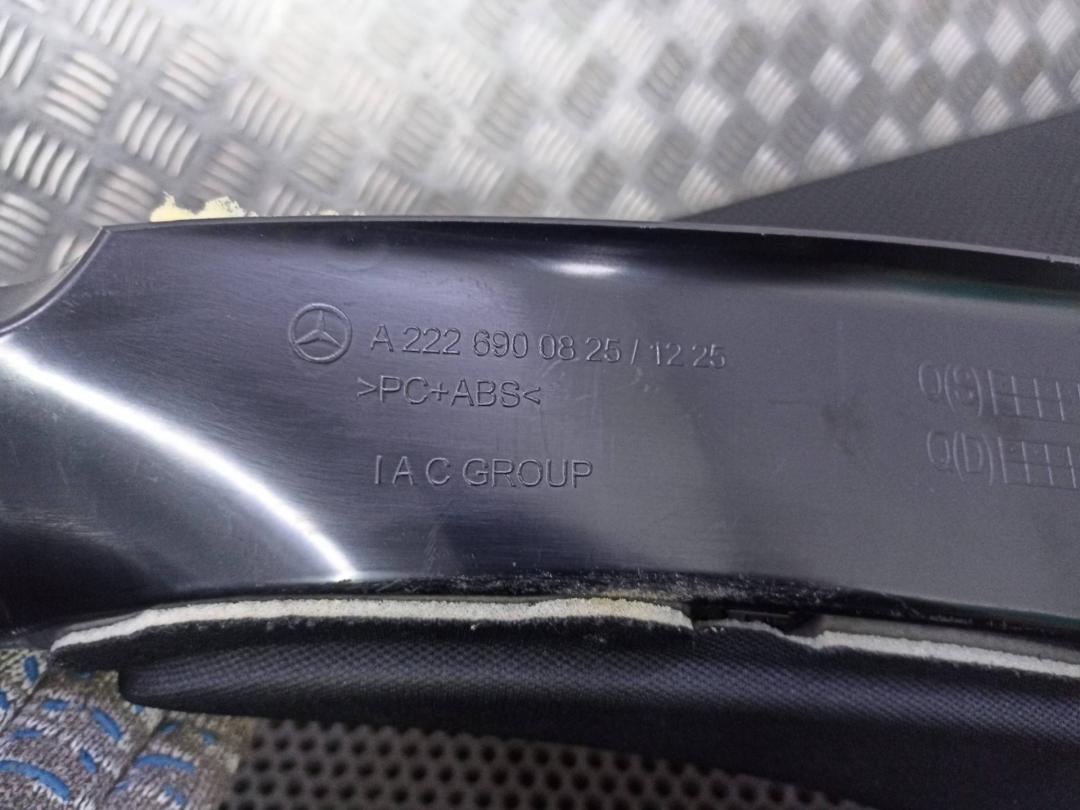 A 222 690 08 25 / 12 25
>PC+ABS<
I A C GROUP